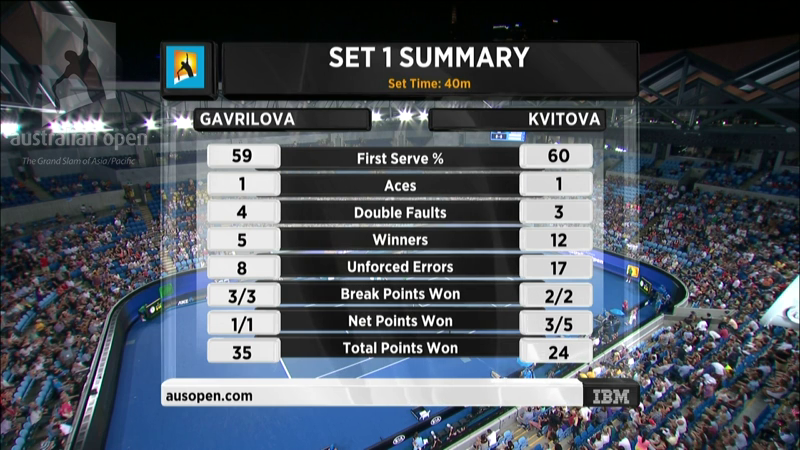 SET 1 SUMMARY
Set Time: 40m
GAVRILOVA KVITOVA
59 First Serve % 60
1 Aces 1
4 Double Faults 3
5 Winners 12
8 Unforced Errors 17
3/3 Break Points Won 2/2
1/1 Net Points Won 3/5
35 Total Points Won 24
ausopen.com IBM
australian open
The Grand Slam of Asia/Pacific